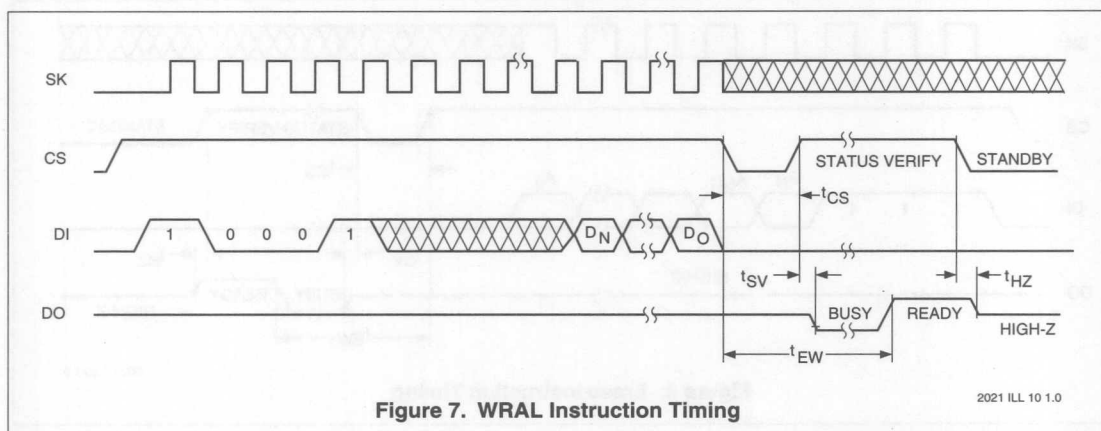 SK
CS
STATUS VERIFY STANDBY
tCS
DI
1 0 0 0 1 DN DO
tSV
tHZ
DO
BUSY READY
HIGH-Z
tEW
2021 ILL 10 1.0
Figure 7. WRAL Instruction Timing